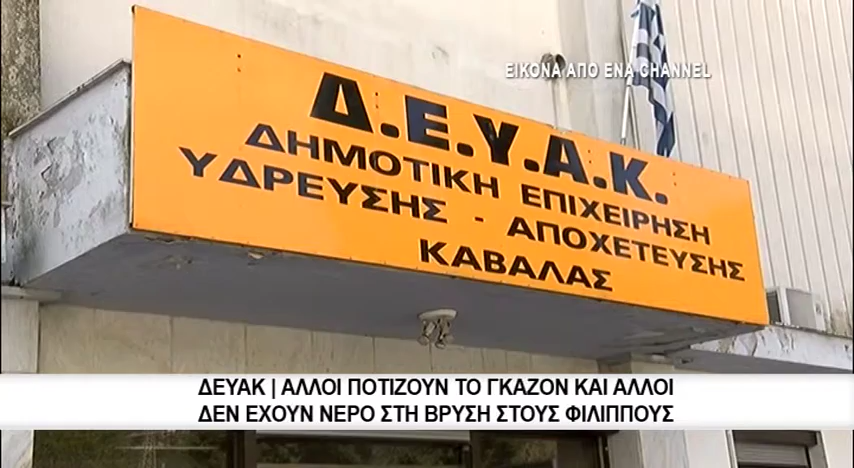 ΕΙΚΟΝΑ ΑΠΟ ΕΝΑ CHANNEL
Δ.Ε.Υ.Α.Κ.
ΔΗΜΟΤΙΚΗ ΕΠΙΧΕΙΡΗΣΗ
ΥΔΡΕΥΣΗΣ - ΑΠΟΧΕΤΕΥΣΗΣ
ΚΑΒΑΛΑΣ
ΔΕΥΑΚ | ΑΛΛΟΙ ΠΟΤΙΖΟΥΝ ΤΟ ΓΚΑΖΟΝ ΚΑΙ ΑΛΛΟΙ
ΔΕΝ ΕΧΟΥΝ ΝΕΡΟ ΣΤΗ ΒΡΥΣΗ ΣΤΟΥΣ ΦΙΛΙΠΠΟΥΣ